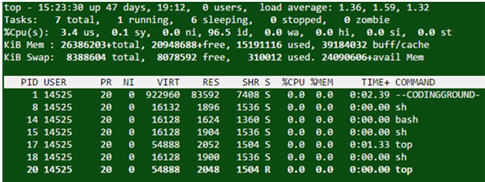 top - 15:23:30 up 47 days, 19:12, 0 users, load average: 1.36, 1.59, 1.32
Tasks: 7 total, 1 running, 6 sleeping, 0 stopped, 0 zombie
%Cpu(s): 3.4 us, 0.1 sy, 0.0 ni, 96.5 id, 0.0 wa, 0.0 hi, 0.0 si, 0.0 st
KiB Mem : 26386203+total, 20948688+free, 15191116 used, 39184032 buff/cache
KiB Swap: 8388604 total, 8078592 free, 310012 used. 24090606+avail Mem
PID USER PR NI VIRT RES SHR S %CPU %MEM TIME+ COMMAND
1 14525 20 0 922960 83592 7408 S 0.0 0.0 0:02.39 --CODINGGROUND-
8 14525 20 0 16132 1896 1536 S 0.0 0.0 0:00.00 sh
14 14525 20 0 16128 1624 1360 S 0.0 0.0 0:00.00 bash
15 14525 20 0 16128 1904 1536 S 0.0 0.0 0:00.00 sh
17 14525 20 0 54888 2052 1504 S 0.0 0.0 0:01.33 top
18 14525 20 0 16128 1900 1536 S 0.0 0.0 0:00.00 sh
20 14525 20 0 54888 2048 1504 R 0.0 0.0 0:00.00 top